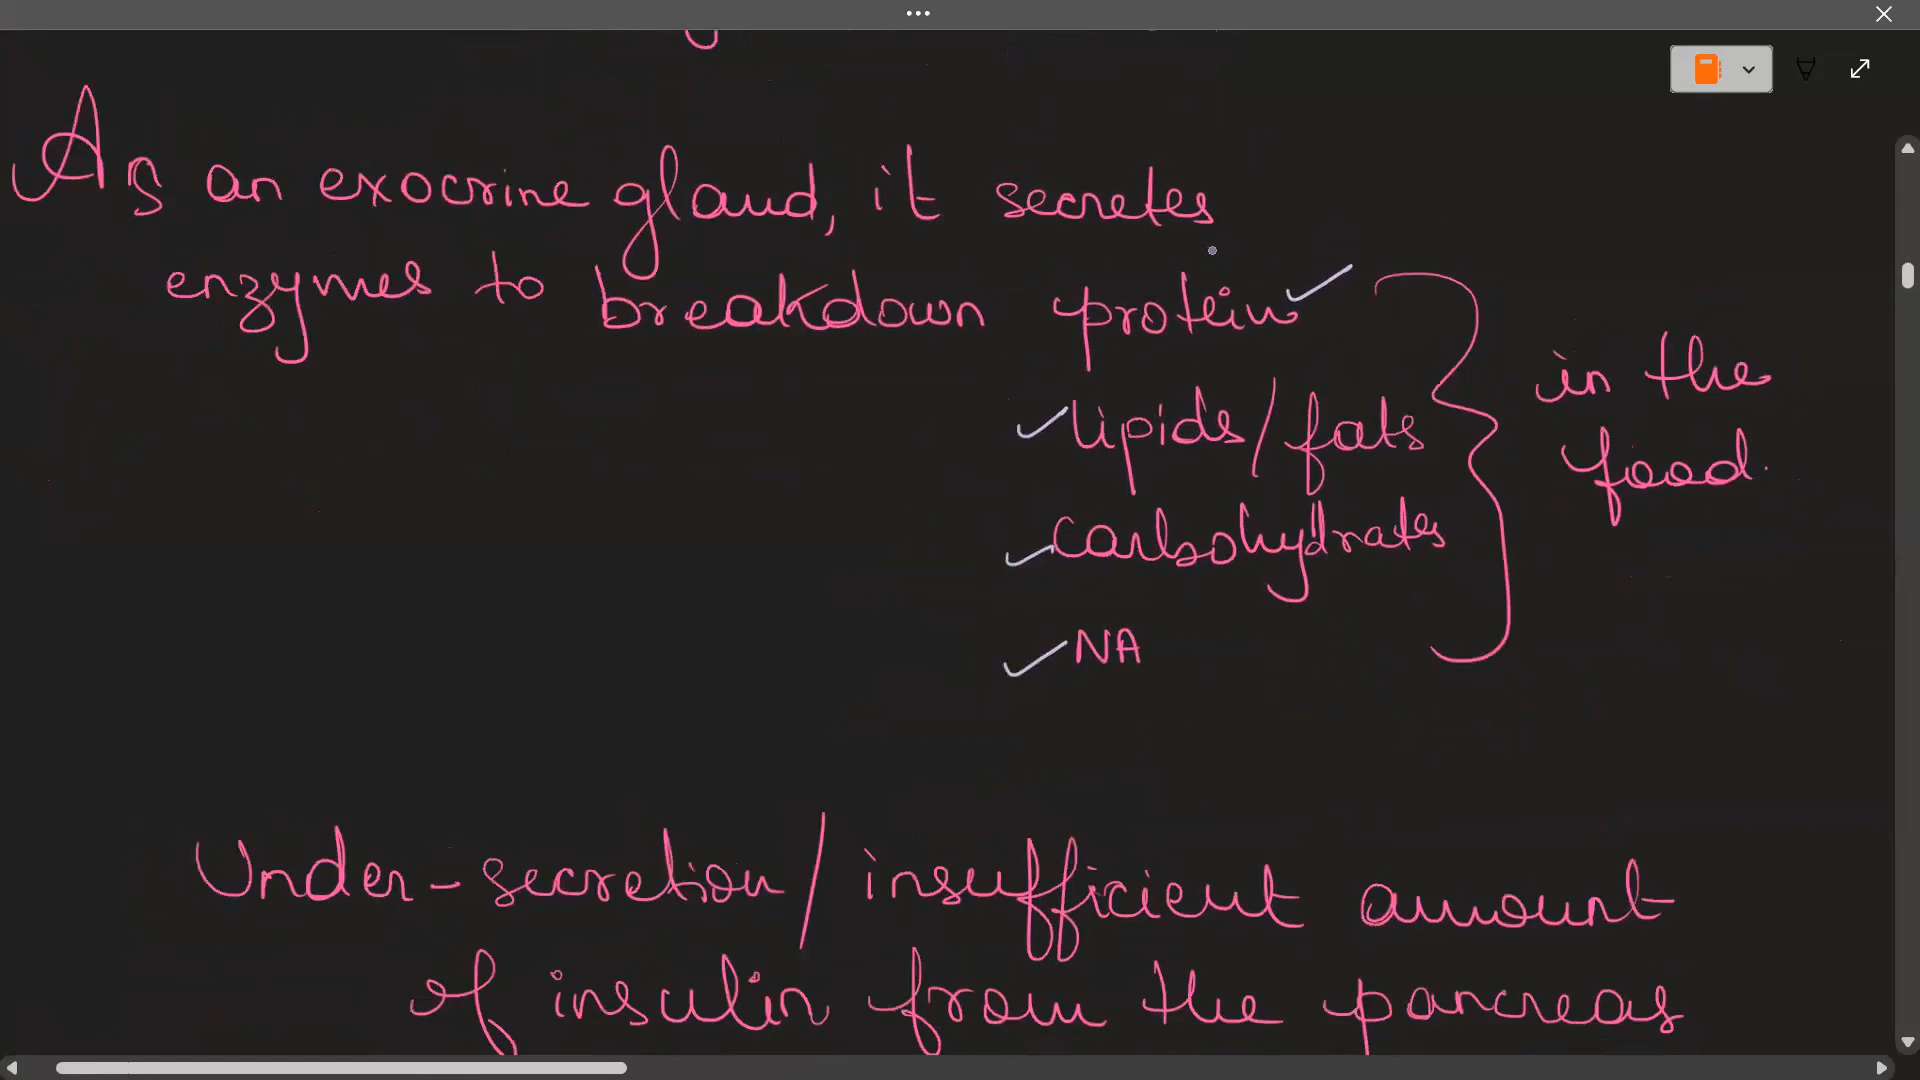 As an exocrine gland, it secretes
enzymes to breakdown protein
lipids/fats
carbohydrates
NA
in the
food.
Under-secretion/insufficient amount
of insulin from the pancreas